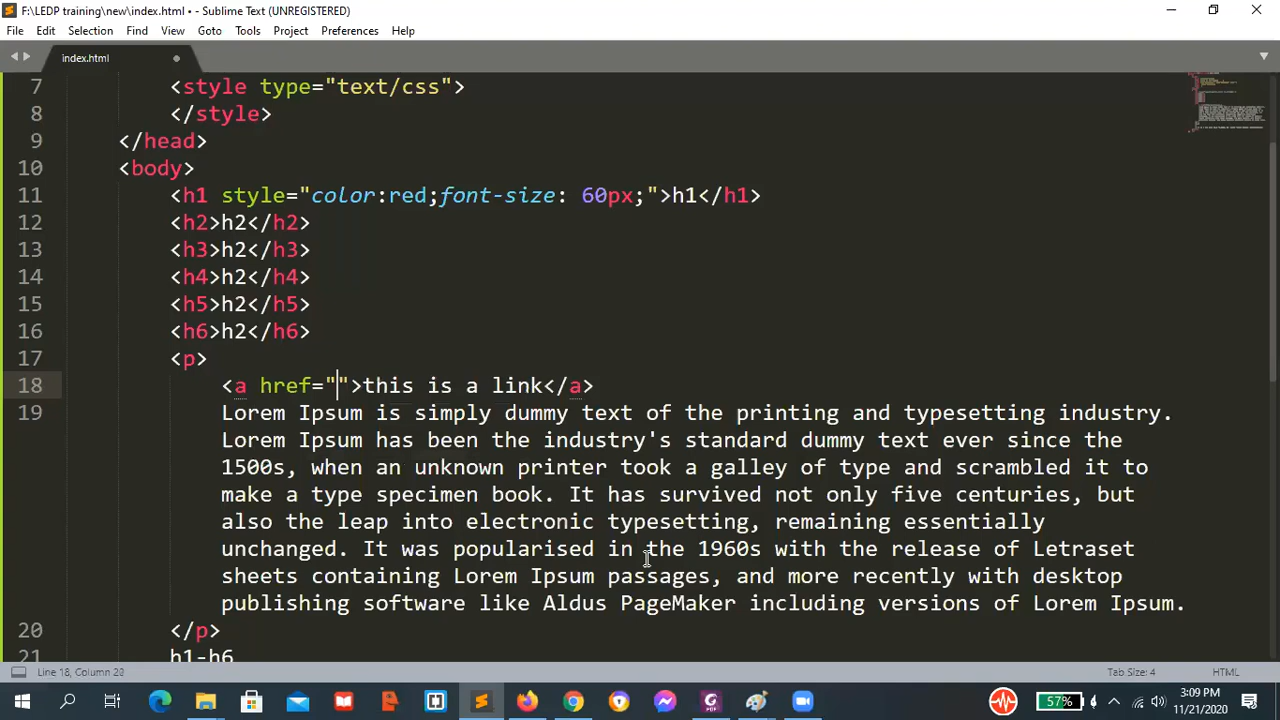 F:\LEDP training\new\index.html • - Sublime Text (UNREGISTERED)
File Edit Selection Find View Goto Tools Project Preferences Help
index.html
7 <style type="text/css">
8 </style>
9 </head>
10 <body>
11 <h1 style="color:red;font-size: 60px;">h1</h1>
12 <h2>h2</h2>
13 <h3>h2</h3>
14 <h4>h2</h4>
15 <h5>h2</h5>
16 <h6>h2</h6>
17 <p>
18 <a href="">this is a link</a>
19 Lorem Ipsum is simply dummy text of the printing and typesetting industry.
Lorem Ipsum has been the industry's standard dummy text ever since the
1500s, when an unknown printer took a galley of type and scrambled it to
make a type specimen book. It has survived not only five centuries, but
also the leap into electronic typesetting, remaining essentially
unchanged. It was popularised in the 1960s with the release of Letraset
sheets containing Lorem Ipsum passages, and more recently with desktop
publishing software like Aldus PageMaker including versions of Lorem Ipsum.
20 </p>
21 h1-h6
Line 18, Column 20 Tab Size: 4 HTML
57% 3:09 PM
11/21/2020